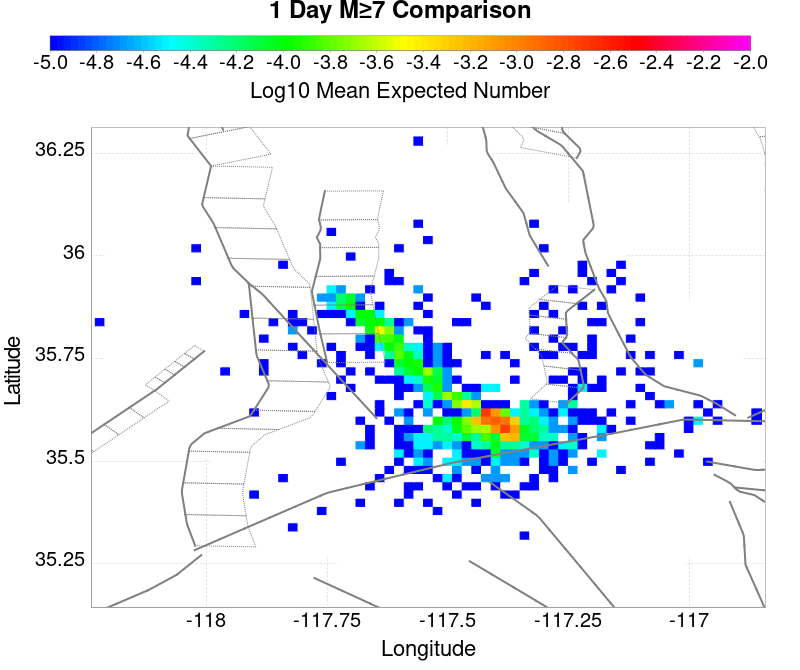 1 Day M≥7 Comparison
-5.0 -4.8 -4.6 -4.4 -4.2 -4.0 -3.8 -3.6 -3.4 -3.2 -3.0 -2.8 -2.6 -2.4 -2.2 -2.0
Log10 Mean Expected Number
36.25
36
35.75
35.5
35.25
Latitude
-118 -117.75 -117.5 -117.25 -117
Longitude